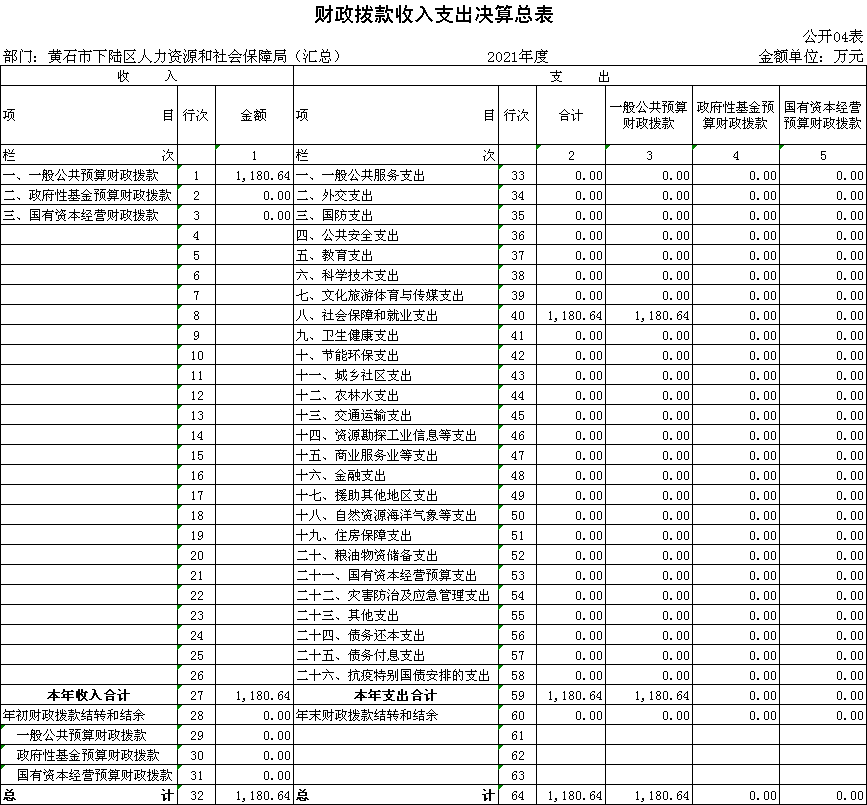 财政拨款收入支出决算总表
公开04表
部门：黄石市下陆区人力资源和社会保障局（汇总） 2021年度 金额单位：万元
收 入 支 出
项 目 行次 金额 项 目 行次 合计 一般公共预算财政拨款 政府性基金预算财政拨款 国有资本经营预算财政拨款
栏 次 1 栏 次 2 3 4 5
一、一般公共预算财政拨款 1 1,180.64 一、一般公共服务支出 33 0.00 0.00 0.00 0.00
二、政府性基金预算财政拨款 2 0.00 二、外交支出 34 0.00 0.00 0.00 0.00
三、国有资本经营财政拨款 3 0.00 三、国防支出 35 0.00 0.00 0.00 0.00
4 四、公共安全支出 36 0.00 0.00 0.00 0.00
5 五、教育支出 37 0.00 0.00 0.00 0.00
6 六、科学技术支出 38 0.00 0.00 0.00 0.00
7 七、文化旅游体育与传媒支出 39 0.00 0.00 0.00 0.00
8 八、社会保障和就业支出 40 1,180.64 1,180.64 0.00 0.00
9 九、卫生健康支出 41 0.00 0.00 0.00 0.00
10 十、节能环保支出 42 0.00 0.00 0.00 0.00
11 十一、城乡社区支出 43 0.00 0.00 0.00 0.00
12 十二、农林水支出 44 0.00 0.00 0.00 0.00
13 十三、交通运输支出 45 0.00 0.00 0.00 0.00
14 十四、资源勘探工业信息等支出 46 0.00 0.00 0.00 0.00
15 十五、商业服务业等支出 47 0.00 0.00 0.00 0.00
16 十六、金融支出 48 0.00 0.00 0.00 0.00
17 十七、援助其他地区支出 49 0.00 0.00 0.00 0.00
18 十八、自然资源海洋气象等支出 50 0.00 0.00 0.00 0.00
19 十九、住房保障支出 51 0.00 0.00 0.00 0.00
20 二十、粮油物资储备支出 52 0.00 0.00 0.00 0.00
21 二十一、国有资本经营预算支出 53 0.00 0.00 0.00 0.00
22 二十二、灾害防治及应急管理支出 54 0.00 0.00 0.00 0.00
23 二十三、其他支出 55 0.00 0.00 0.00 0.00
24 二十四、债务还本支出 56 0.00 0.00 0.00 0.00
25 二十五、债务付息支出 57 0.00 0.00 0.00 0.00
26 二十六、抗疫特别国债安排的支出 58 0.00 0.00 0.00 0.00
本年收入合计 27 1,180.64 本年支出合计 59 1,180.64 1,180.64 0.00 0.00
年初财政拨款结转和结余 28 0.00 年末财政拨款结转和结余 60 0.00 0.00 0.00 0.00
一般公共预算财政拨款 29 0.00 61
政府性基金预算财政拨款 30 0.00 62
国有资本经营预算财政拨款 31 0.00 63
总 计 32 1,180.64 总 计 64 1,180.64 1,180.64 0.00 0.00